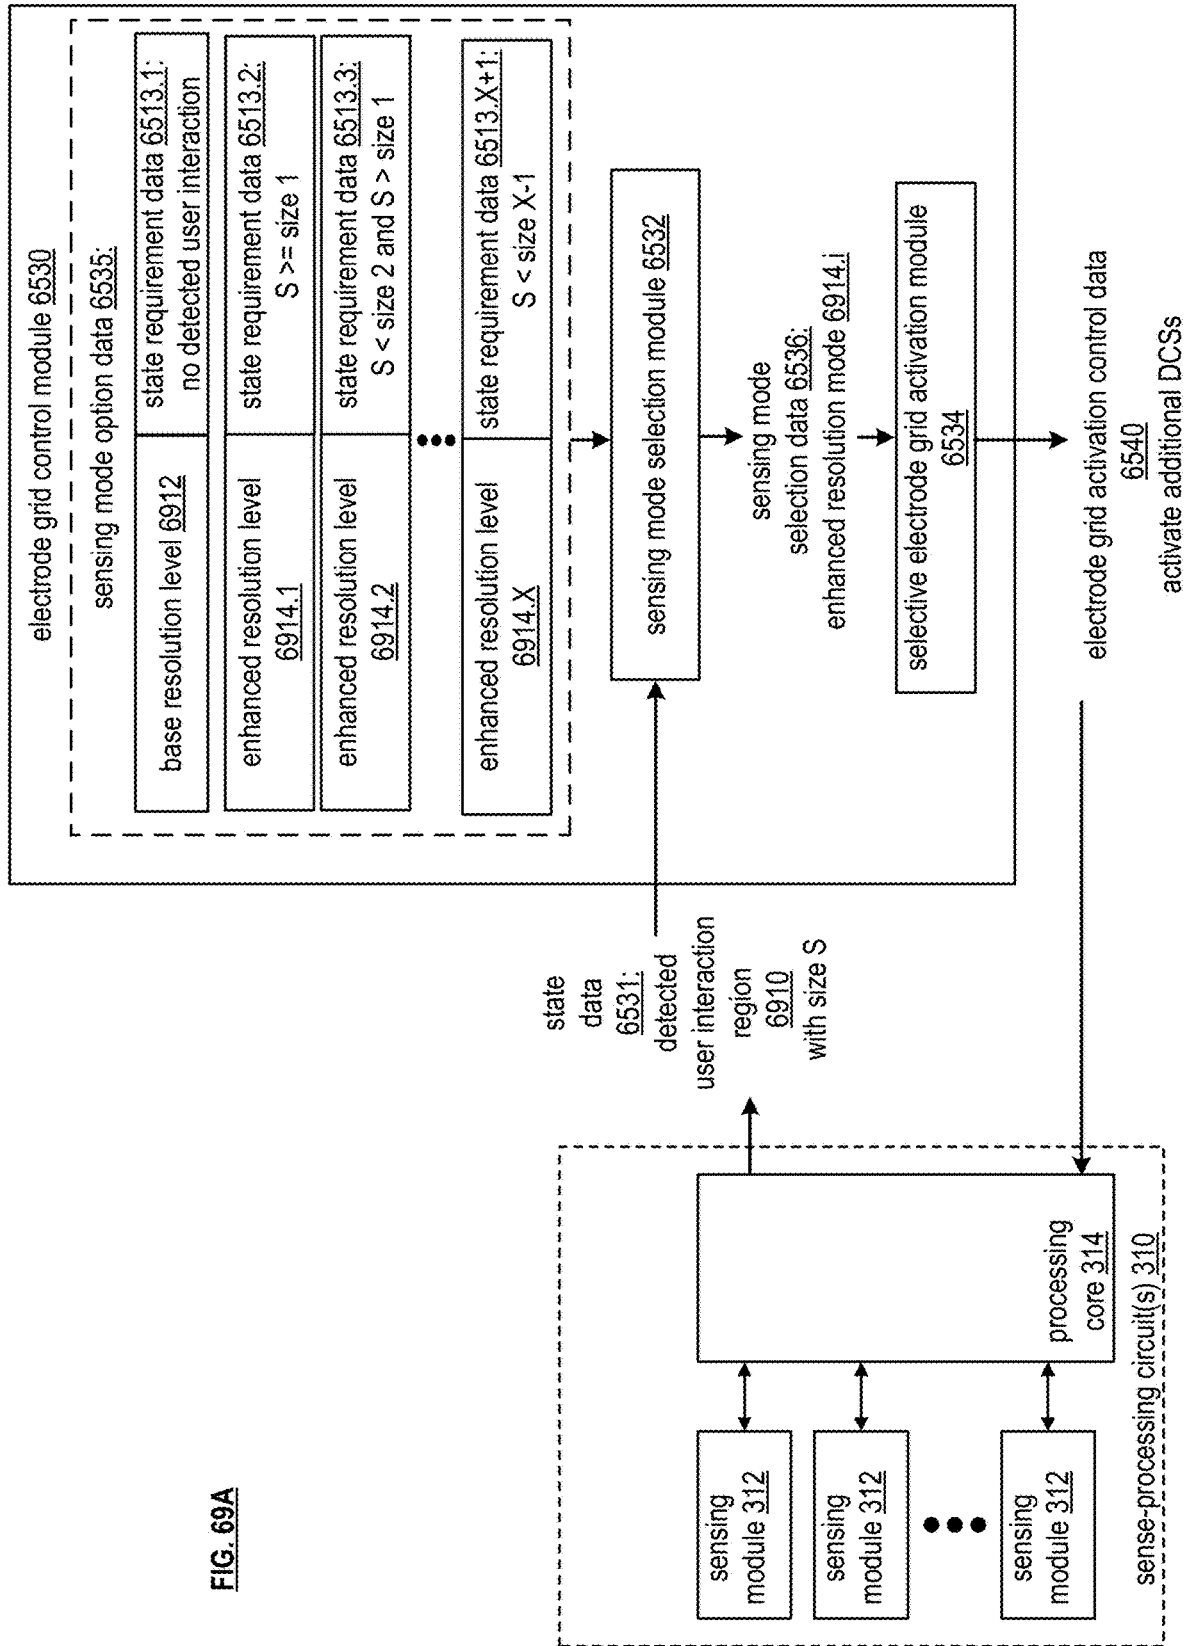 electrode grid control module 6530
sensing mode option data 6535:
base resolution level 6912
state requirement data 6513.1:
no detected user interaction
enhanced resolution level
6914.1
state requirement data 6513.2:
S >= size 1
enhanced resolution level
6914.2
state requirement data 6513.3:
S < size 2 and S > size 1
enhanced resolution level
6914.X
state requirement data 6513.X+1:
S < size X-1
sensing mode selection module 6532
sensing mode
selection data 6536:
enhanced resolution mode 6914.i
selective electrode grid activation module
6534
electrode grid activation control data
6540
activate additional DCSs
state
data
6531:
detected
user interaction
region
6910
with size S
processing
core 314
sensing
module 312
sensing
module 312
sensing
module 312
sense-processing circuit(s) 310
FIG. 69A